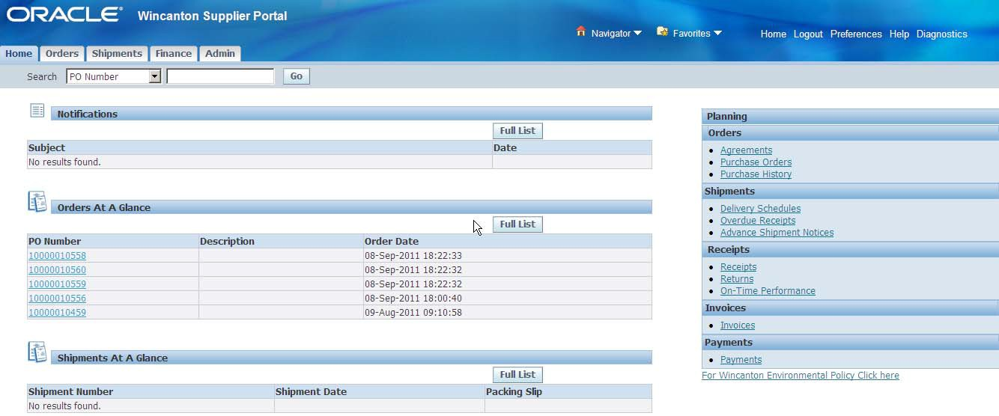 ORACLE® Wincanton Supplier Portal
Navigator Favorites Home Logout Preferences Help Diagnostics
Home Orders Shipments Finance Admin
Search PO Number Go
Notifications
Full List
Subject Date
No results found.
Orders At A Glance
Full List
PO Number Description Order Date
10000010558 08-Sep-2011 18:22:33
10000010560 08-Sep-2011 18:22:32
10000010559 08-Sep-2011 18:22:32
10000010556 08-Sep-2011 18:00:40
10000010459 09-Aug-2011 09:10:58
Shipments At A Glance
Full List
Shipment Number Shipment Date Packing Slip
No results found.
Planning
Orders
Agreements
Purchase Orders
Purchase History
Shipments
Delivery Schedules
Overdue Receipts
Advance Shipment Notices
Receipts
Receipts
Returns
On-Time Performance
Invoices
Invoices
Payments
Payments
For Wincanton Environmental Policy Click here